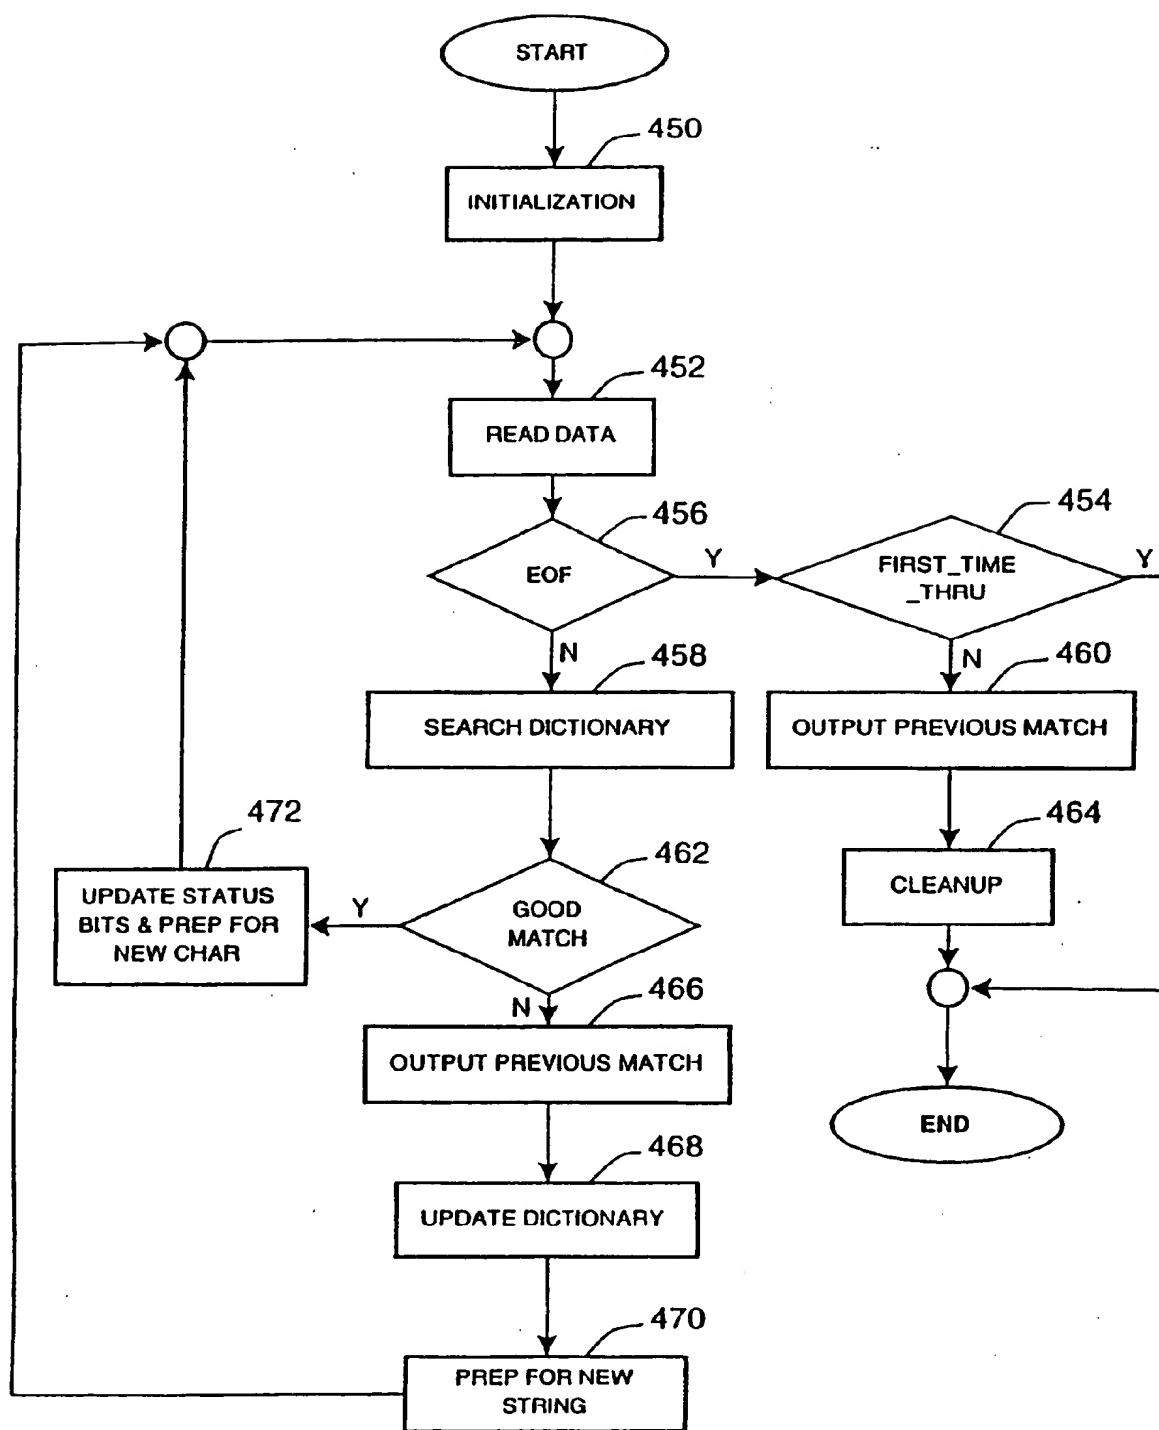 START
450
INITIALIZATION
452
READ DATA
456
EOF
Y
454
FIRST_TIME
_THRU
Y
N
458
SEARCH DICTIONARY
N
460
OUTPUT PREVIOUS MATCH
472
UPDATE STATUS
BITS & PREP FOR
NEW CHAR
Y
462
GOOD
MATCH
464
CLEANUP
N
466
OUTPUT PREVIOUS MATCH
END
468
UPDATE DICTIONARY
470
PREP FOR NEW
STRING